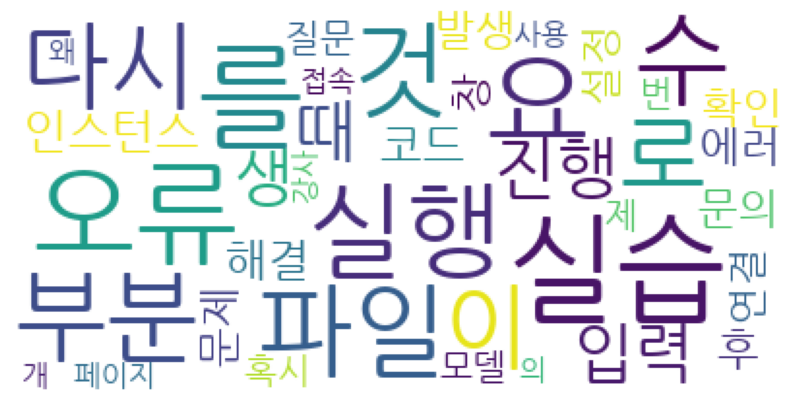 다시
왜
를
질문
접속
것
발생
사용
창
요
설정
수
번
확인
인스턴스
때
코드
진행
로
에러
오류
생
강사
실행
실습
제
문의
해결
부분
문제
파일
이
입력
연결
후
개
페이지
혹시
모델
의